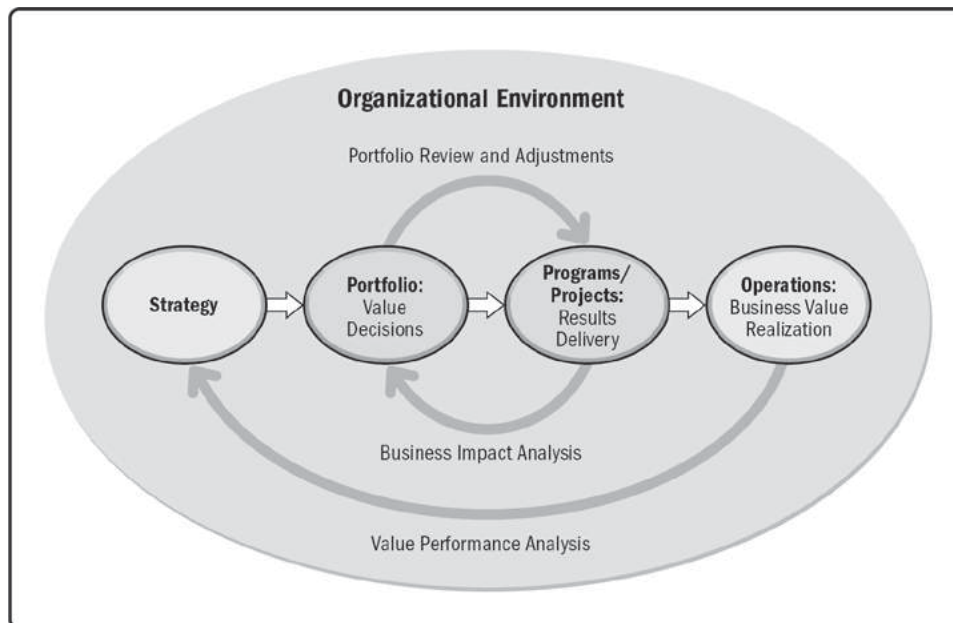 Organizational Environment
Portfolio Review and Adjustments
Strategy
Portfolio:
Value
Decisions
Programs/
Projects:
Results
Delivery
Operations:
Business Value
Realization
Business Impact Analysis
Value Performance Analysis